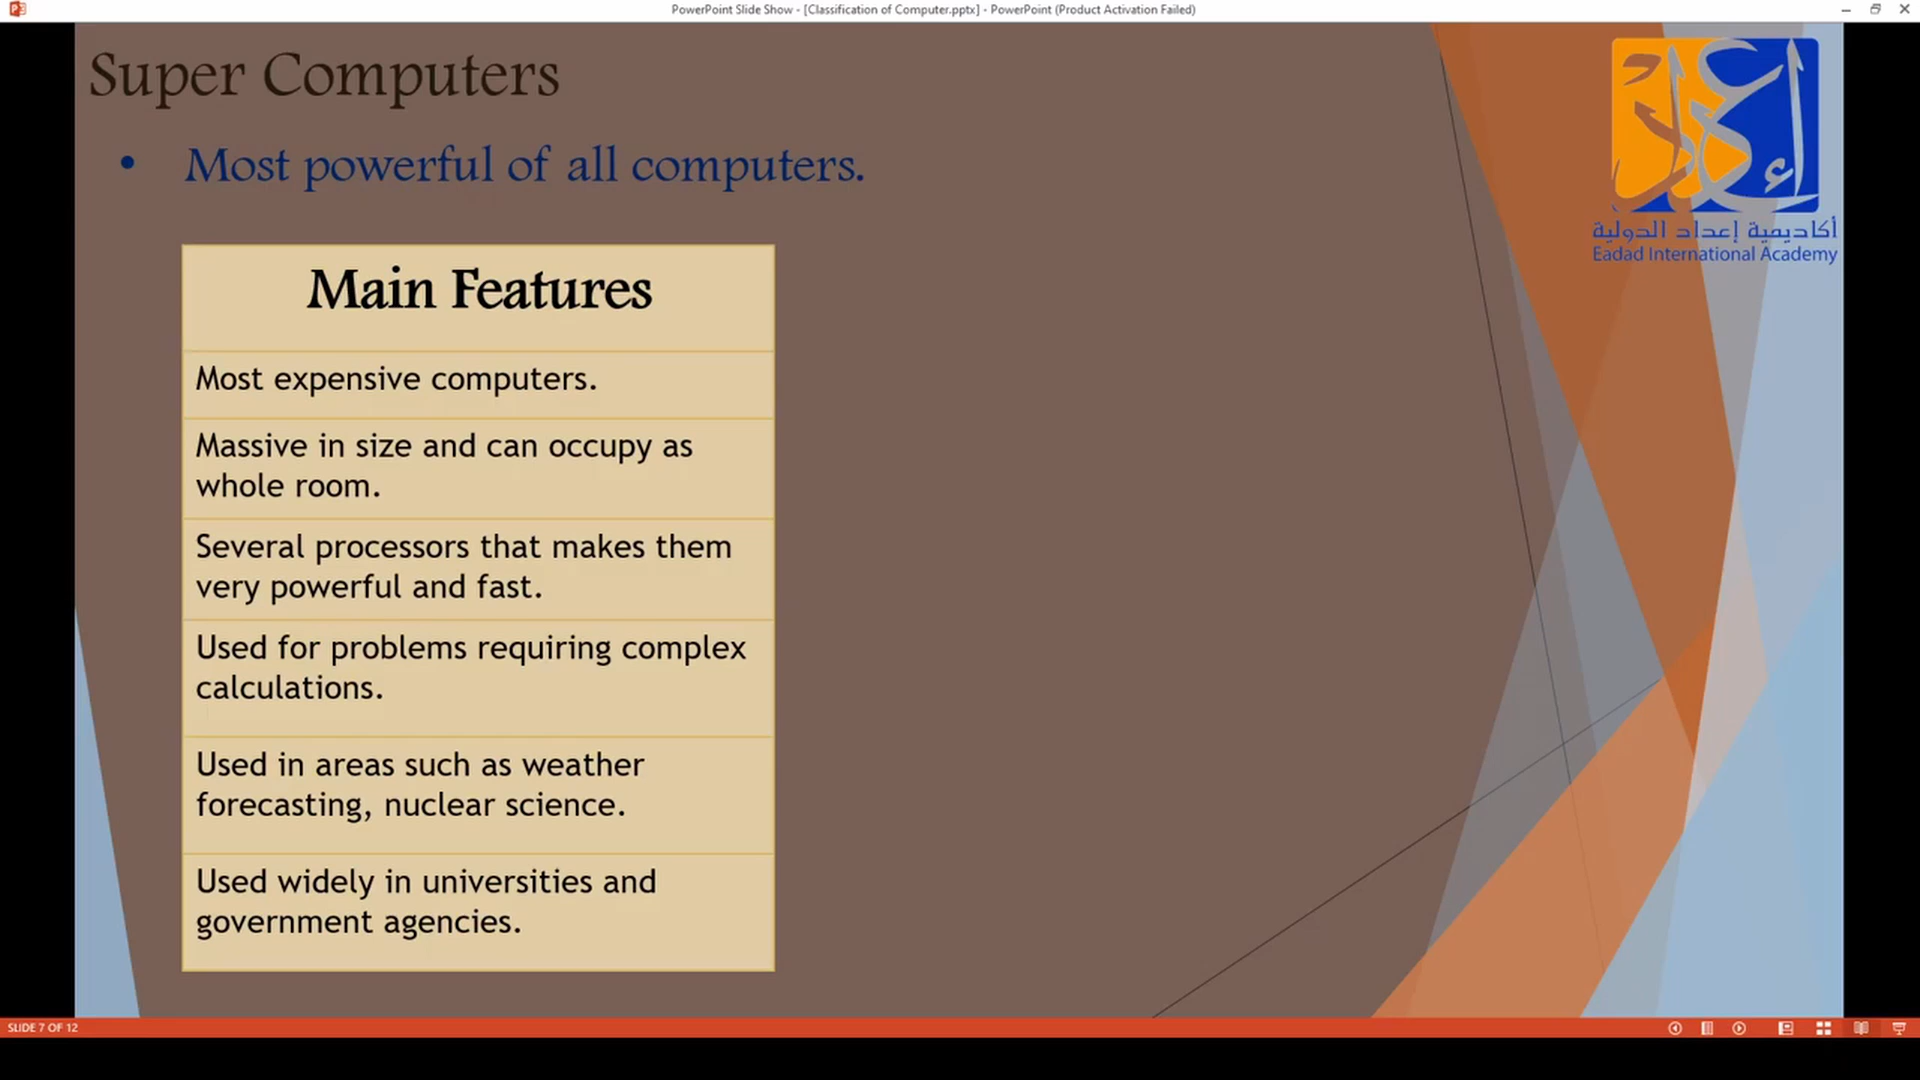 PowerPoint Slide Show - [Classification of Computer.pptx] - PowerPoint (Product Activation Failed)
Super Computers
• Most powerful of all computers.
إعداد
أكاديمية إعداد الدولية
Eadad International Academy
Main Features
Most expensive computers.
Massive in size and can occupy as
whole room.
Several processors that makes them
very powerful and fast.
Used for problems requiring complex
calculations.
Used in areas such as weather
forecasting, nuclear science.
Used widely in universities and
government agencies.
SLIDE 7 OF 12